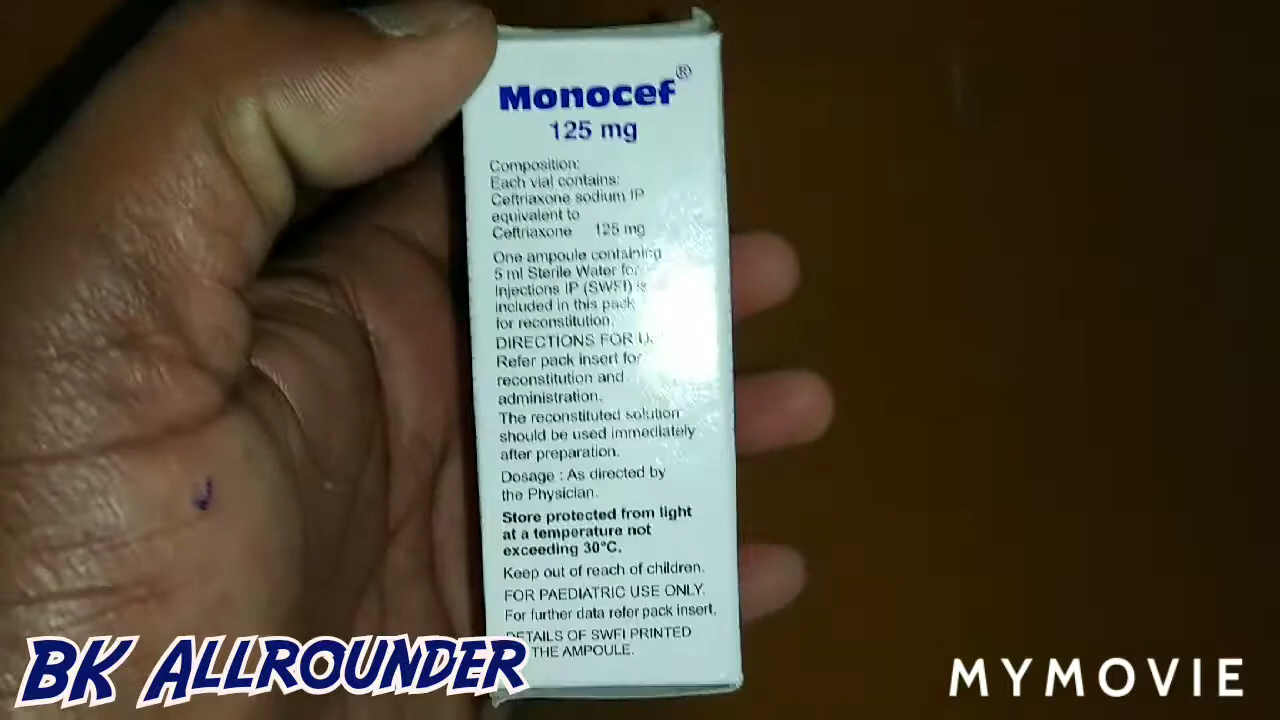 Monocef®
125 mg
Composition:
Each vial contains:
Ceftriaxone sodium IP
equivalent to
Ceftriaxone 125 mg
One ampoule containing
5 ml Sterile Water for
Injections IP (SWFI) is
included in this pack
for reconstitution.
DIRECTIONS FOR
Refer pack insert for
reconstitution and
administration.
The reconstituted solution
should be used immediately
after preparation.
Dosage : As directed by
the Physician.
Store protected from light
at a temperature not
exceeding 30°C.
Keep out of reach of children.
FOR PAEDIATRIC USE ONLY.
For further data refer pack insert.
DETAILS OF SWFI PRINTED
THE AMPOULE.
BK ALLROUNDER
MYMOVIE